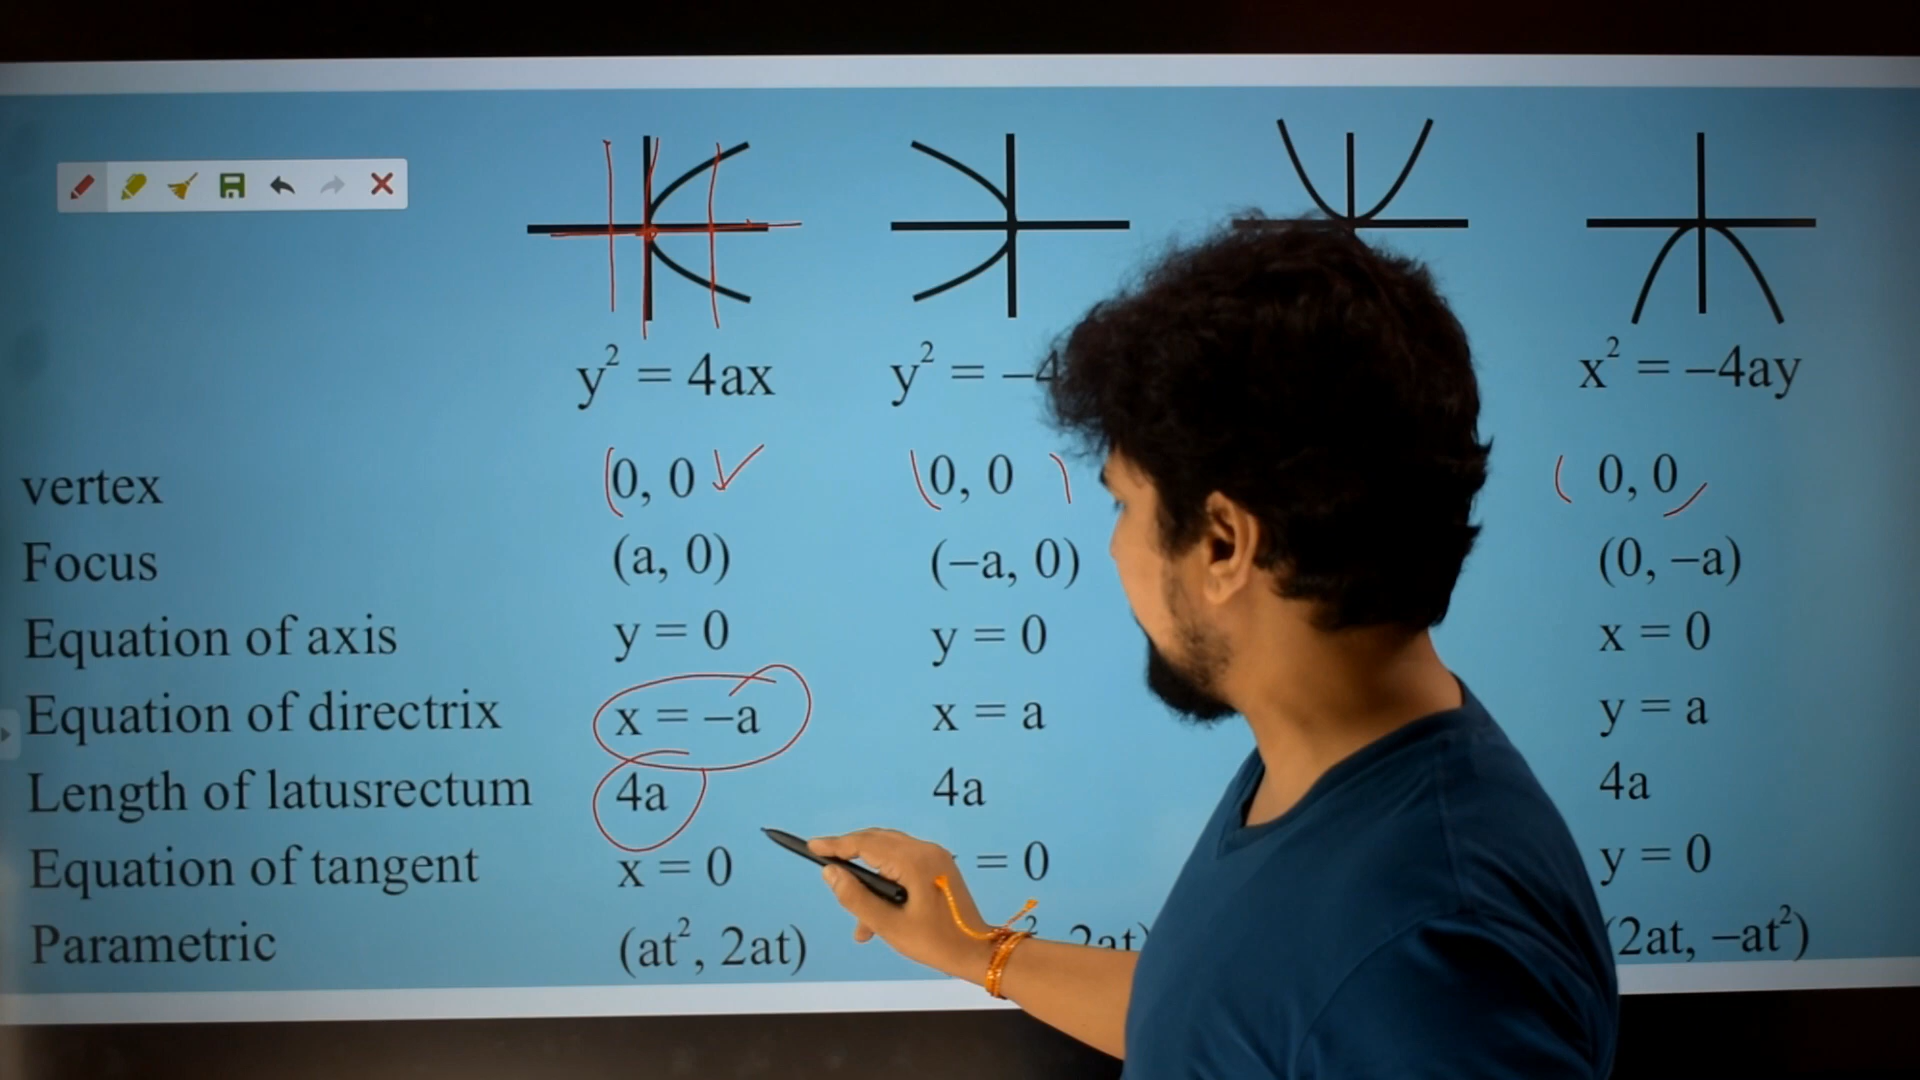 y² = 4ax y² = –4 x² = –4ay
vertex (0, 0 (0, 0 ) ( 0, 0 )
Focus (a, 0) (–a, 0) (0, –a)
Equation of axis y = 0 y = 0 x = 0
Equation of directrix x = –a x = a y = a
Length of latusrectum 4a 4a 4a
Equation of tangent x = 0 = 0 y = 0
Parametric (at², 2at) ², 2at) (2at, –at²)